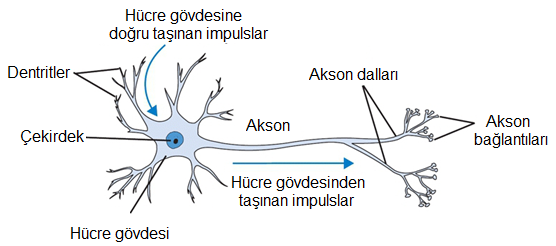 Hücre gövdesine
doğru taşınan impulslar
Dentritler
Akson dalları
Çekirdek
Akson
Akson
bağlantıları
Hücre gövdesinden
taşınan impulslar
Hücre gövdesi